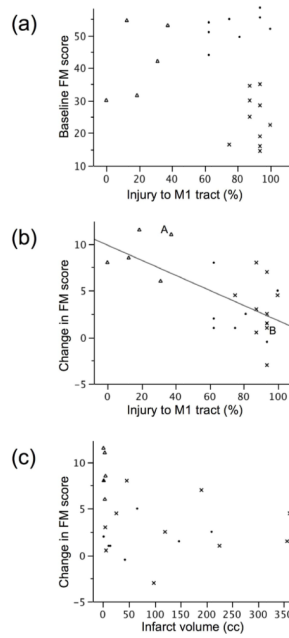 (a)
Baseline FM score
50
40
30
20
10
0 20 40 60 80 100
Injury to M1 tract (%)
(b)
Change in FM score
10
5
0
-5
A
B
0 20 40 60 80 100
Injury to M1 tract (%)
(c)
Change in FM score
10
5
0
-5
0 50 100 150 200 250 300 350
Infarct volume (cc)